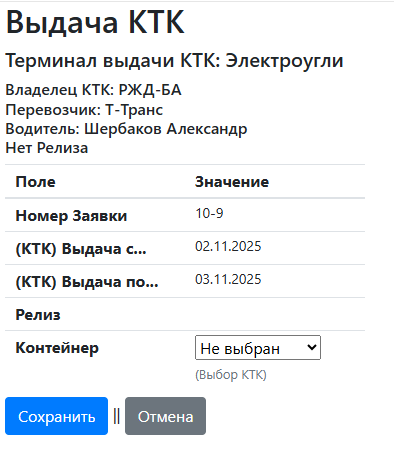 Выдача КТК
Терминал выдачи КТК: Электроугли
Владелец КТК: РЖД-БА
Перевозчик: Т-Транс
Водитель: Шербаков Александр
Нет Релиза
Поле Значение
Номер Заявки 10-9
(КТК) Выдача с... 02.11.2025
(КТК) Выдача по... 03.11.2025
Релиз
Контейнер Не выбран
(Выбор КТК)
Сохранить || Отмена